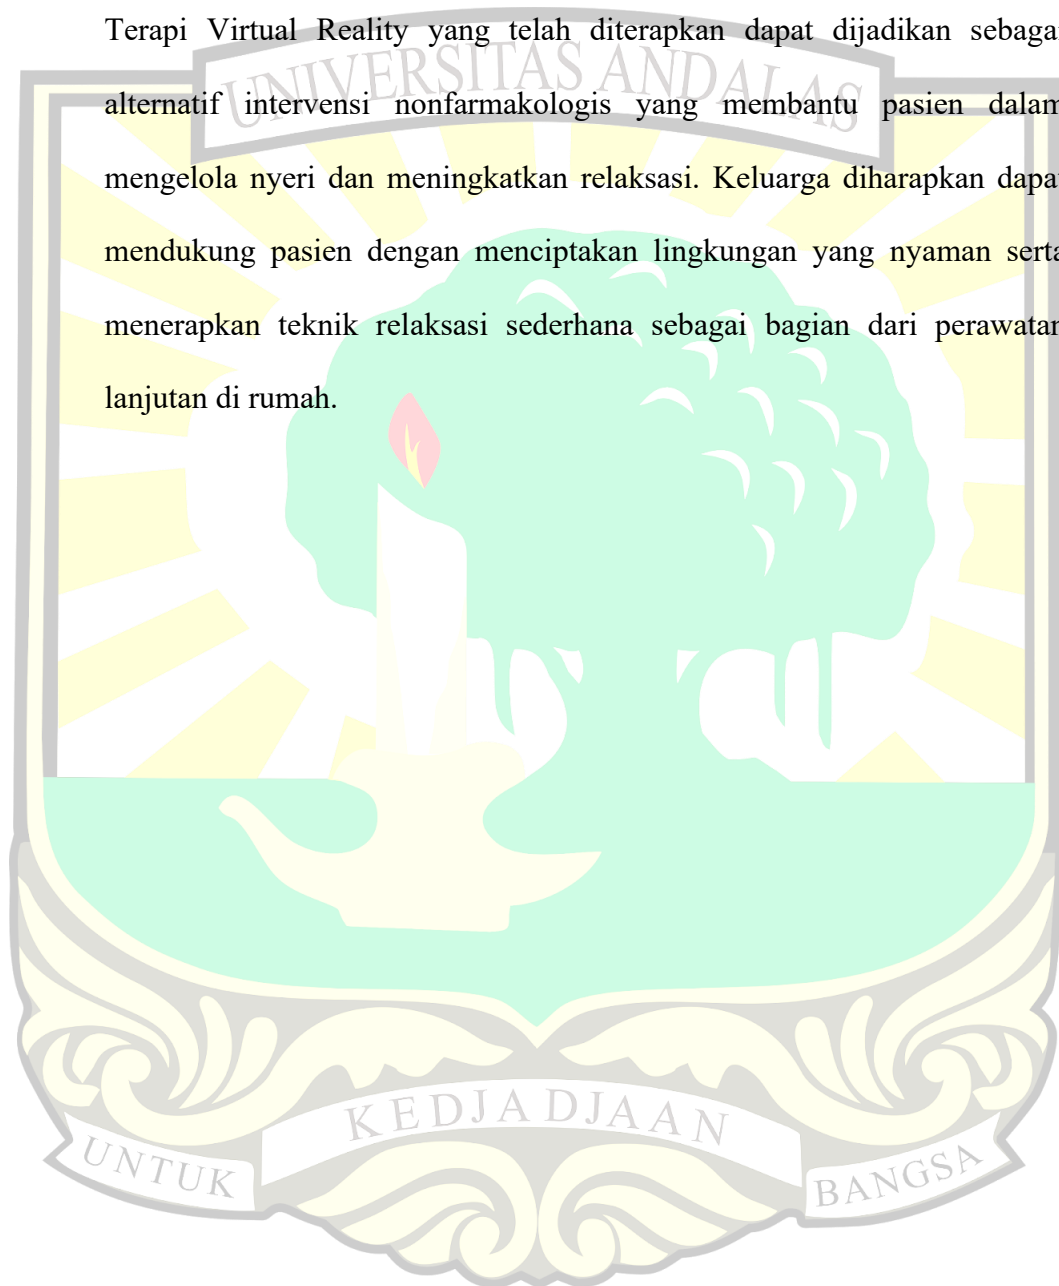 Terapi Virtual Reality yang telah diterapkan dapat dijadikan sebagai
UNIVERSITAS ANDALAS
alternatif intervensi nonfarmakologis yang membantu pasien dalam
mengelola nyeri dan meningkatkan relaksasi. Keluarga diharapkan dapat
mendukung pasien dengan menciptakan lingkungan yang nyaman serta
menerapkan teknik relaksasi sederhana sebagai bagian dari perawatan
lanjutan di rumah.
KEDJADJAAN
UNTUK
BANGSA